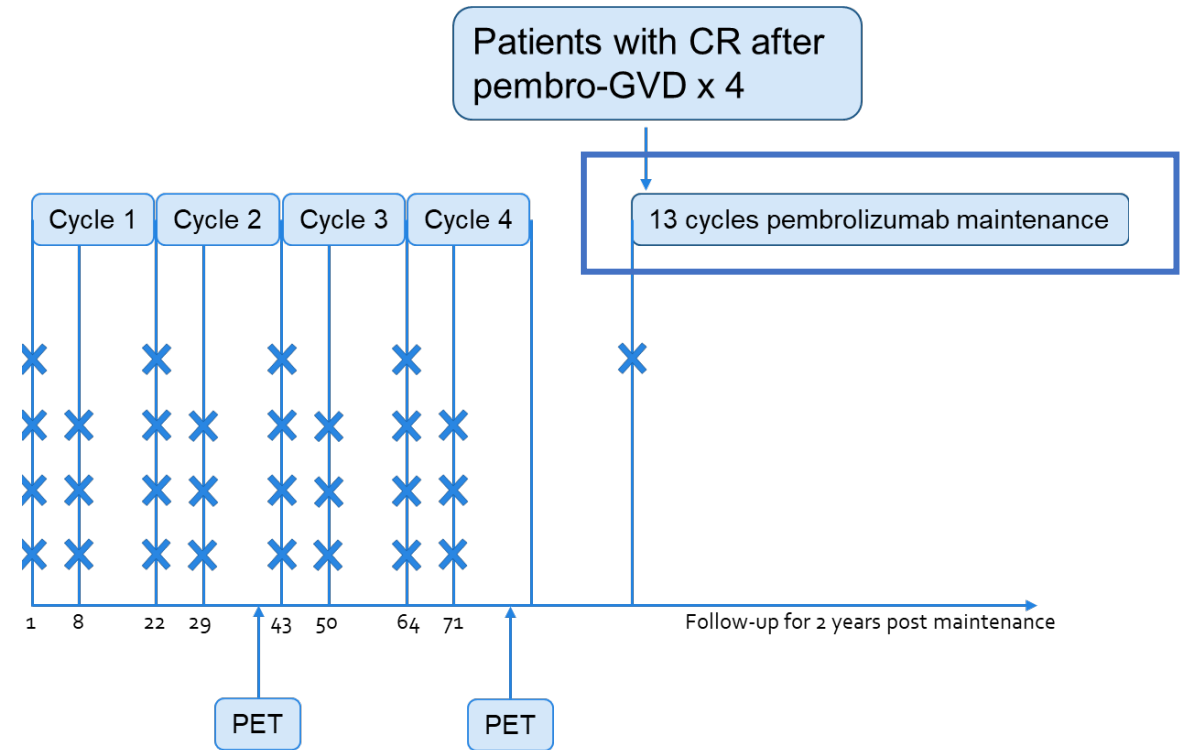 Patients with CR after
pembro-GVD x 4
Cycle 1 Cycle 2 Cycle 3 Cycle 4 13 cycles pembrolizumab maintenance
1 8 22 29 43 50 64 71 Follow-up for 2 years post maintenance
PET PET